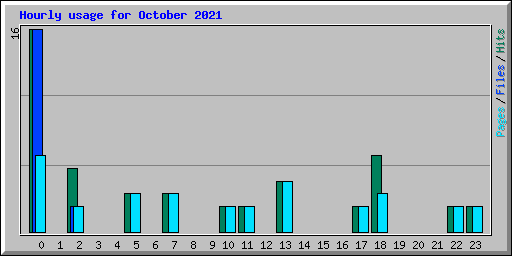 Hourly usage for October 2021
16
Pages/Files/Hits
0 1 2 3 4 5 6 7 8 9 10 11 12 13 14 15 16 17 18 19 20 21 22 23